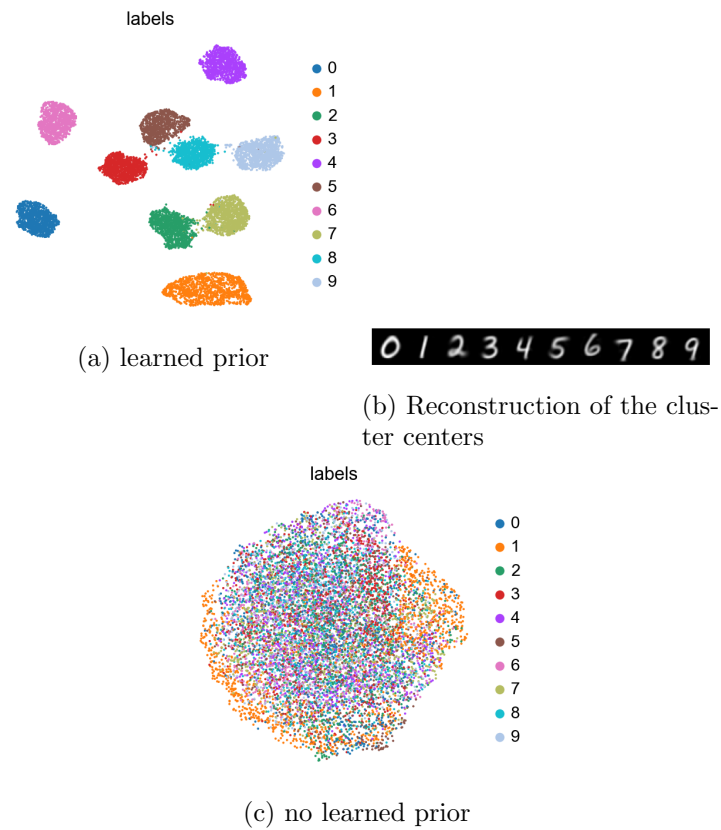 labels
0
1
2
3
4
5
6
7
8
9
(a) learned prior
0 1 2 3 4 5 6 7 8 9
(b) Reconstruction of the clus-
ter centers
labels
0
1
2
3
4
5
6
7
8
9
(c) no learned prior